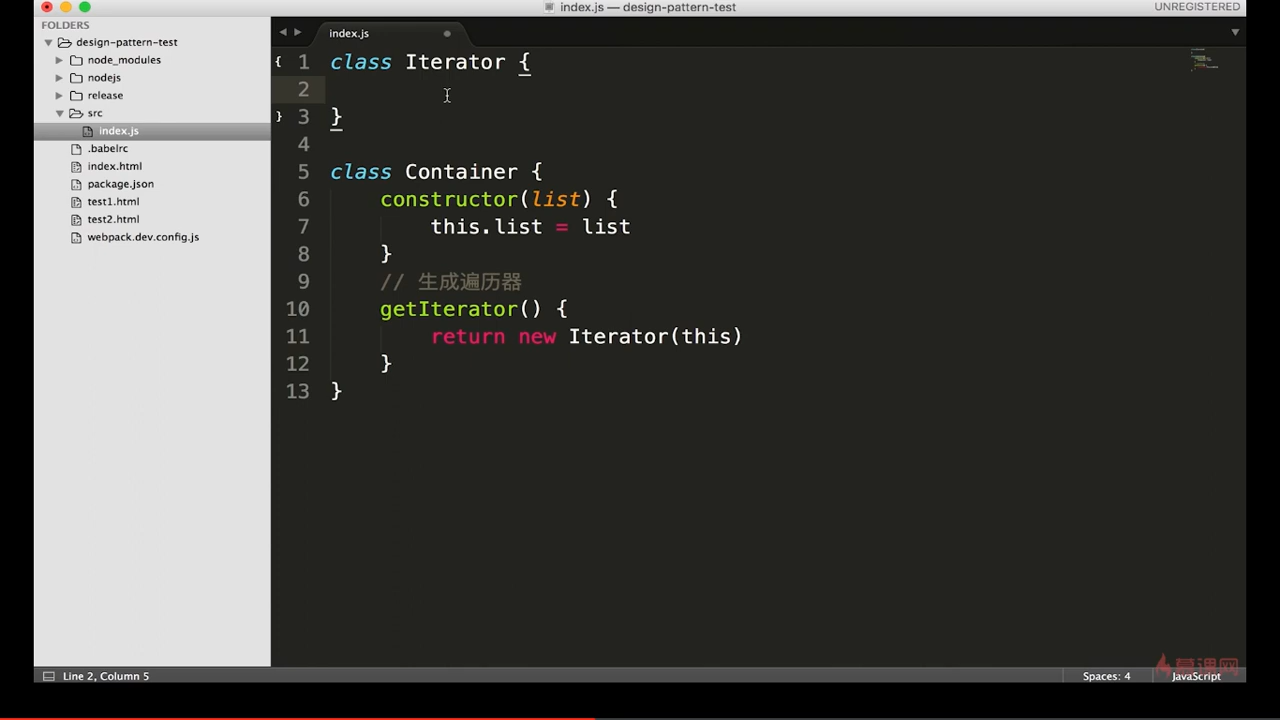 index.js — design-pattern-test
UNREGISTERED
FOLDERS
design-pattern-test
node_modules
nodejs
release
src
index.js
.babelrc
index.html
package.json
test1.html
test2.html
webpack.dev.config.js
index.js
1 class Iterator {
2
3 }
4
5 class Container {
6     constructor(list) {
7         this.list = list
8     }
9     // 生成遍历器
10     getIterator() {
11         return new Iterator(this)
12     }
13 }
慕课网
Line 2, Column 5
Spaces: 4
JavaScript